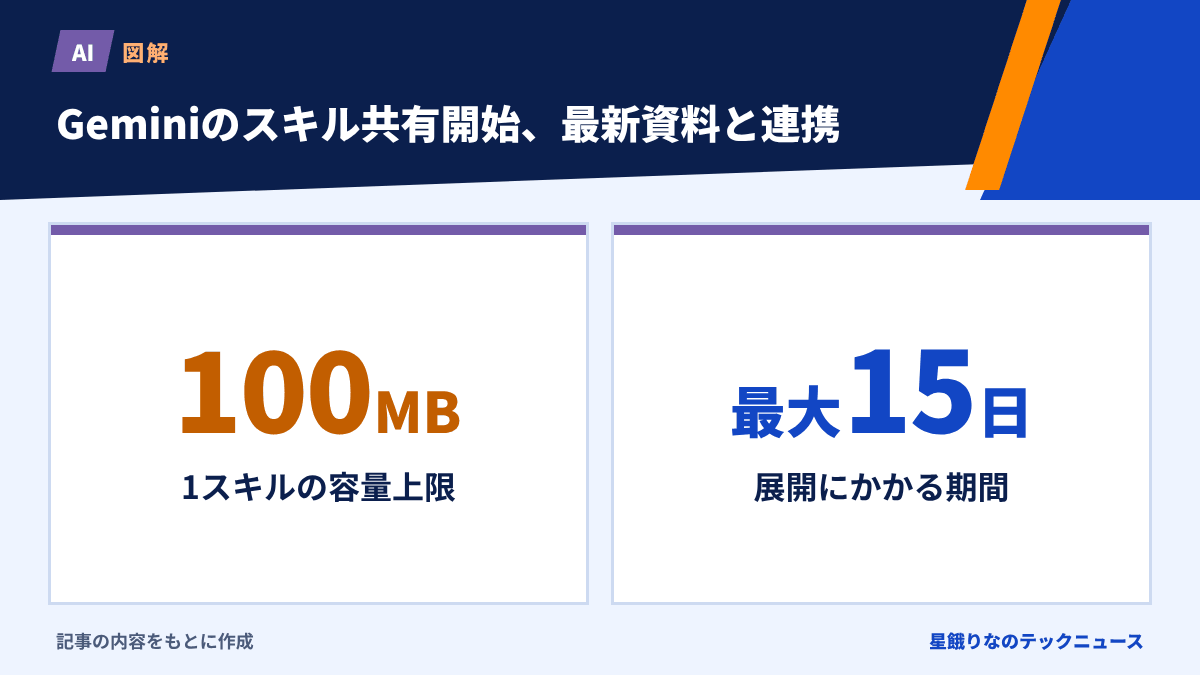 AI 図解
Geminiのスキル共有開始、最新資料と連携
100MB
1スキルの容量上限
最大15日
展開にかかる期間
記事の内容をもとに作成
星餓りなのテックニュース